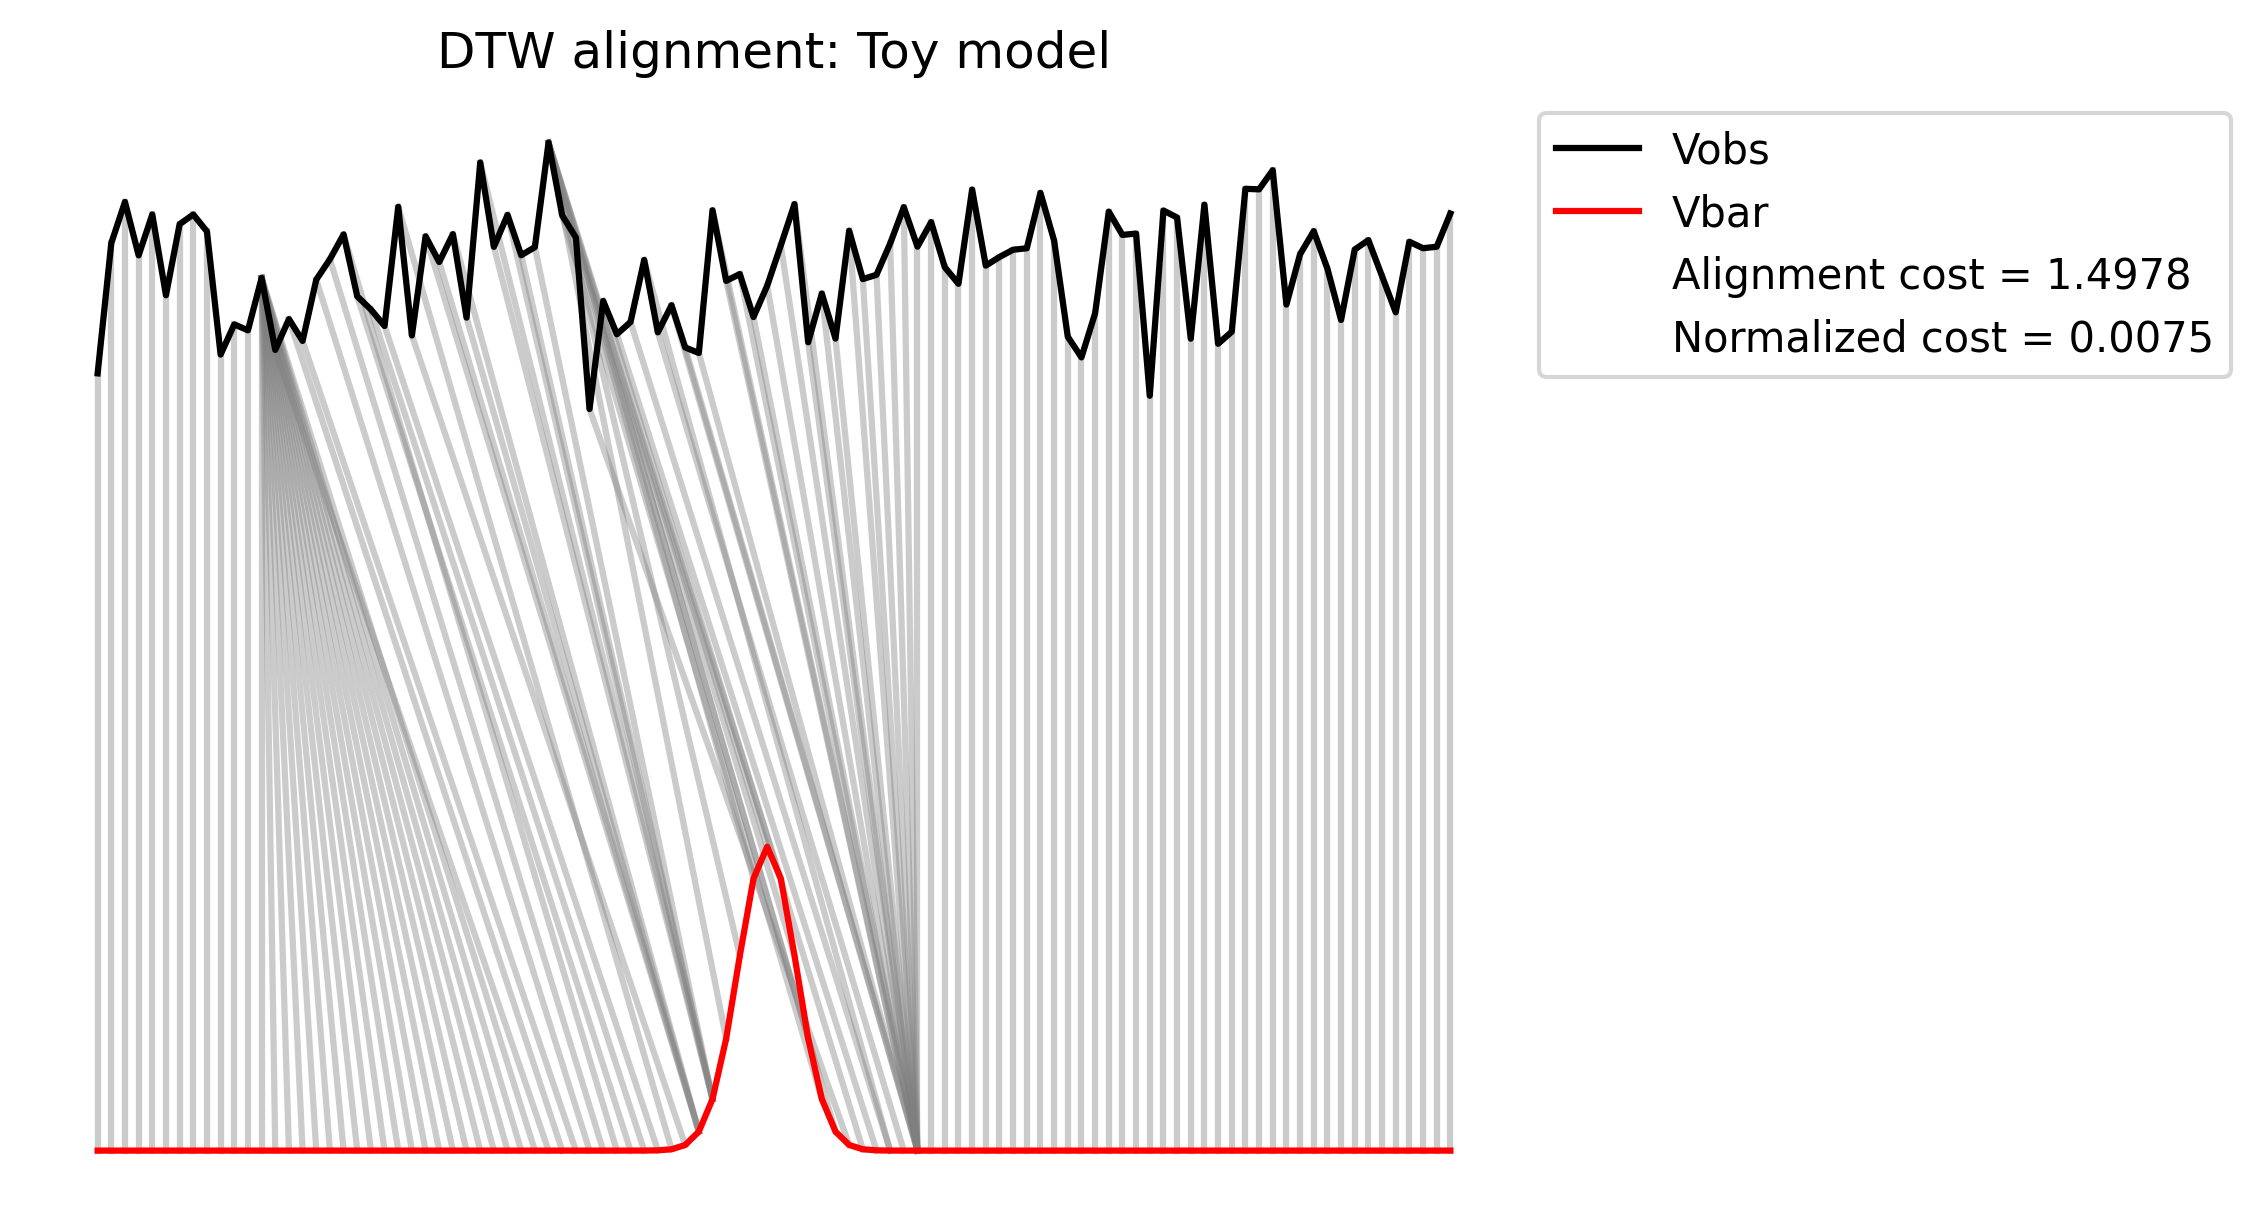 DTW alignment: Toy model
Vobs
Vbar
Alignment cost = 1.4978
Normalized cost = 0.0075